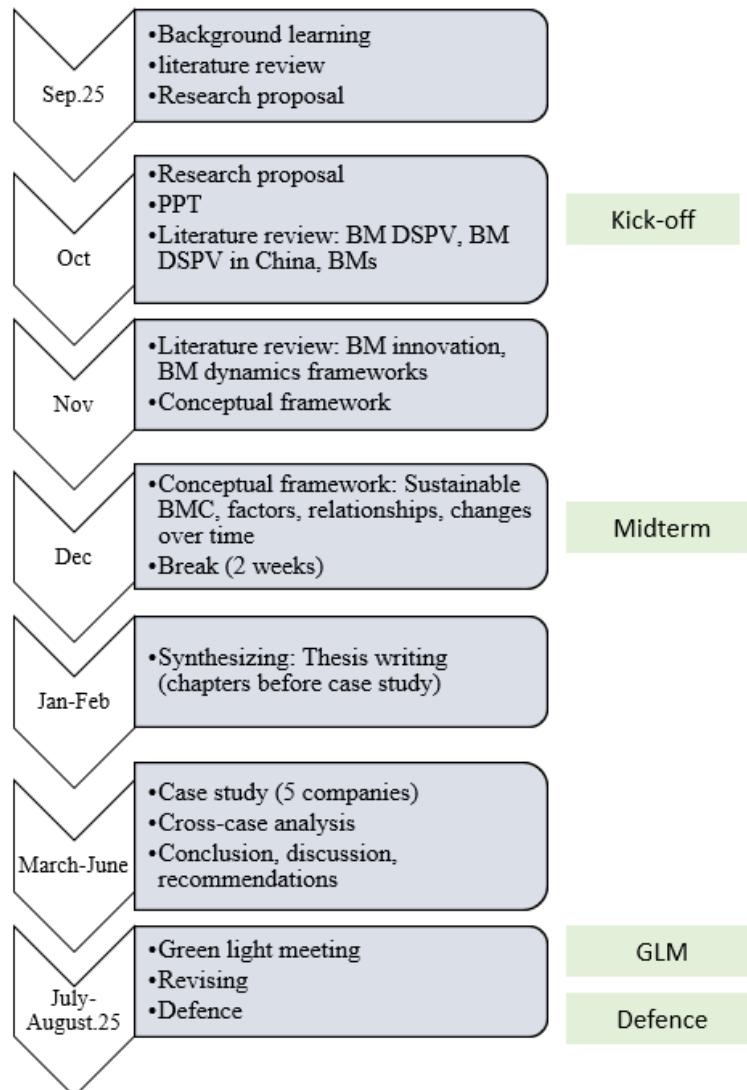 Sep.25
•Background learning
•literature review
•Research proposal
Oct
•Research proposal
•PPT
•Literature review: BM DSPV, BM
DSPV in China, BMs
Kick-off
Nov
•Literature review: BM innovation,
BM dynamics frameworks
•Conceptual framework
Dec
•Conceptual framework: Sustainable
BMC, factors, relationships, changes
over time
•Break (2 weeks)
Midterm
Jan-Feb
•Synthesizing: Thesis writing
(chapters before case study)
March-June
•Case study (5 companies)
•Cross-case analysis
•Conclusion, discussion,
recommendations
July-
August.25
•Green light meeting
•Revising
•Defence
GLM
Defence